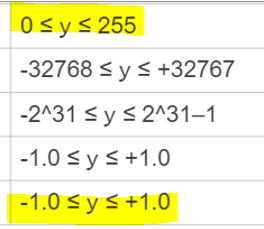 0 ≤ y ≤ 255
-32768 ≤ y ≤ +32767
-2^31 ≤ y ≤ 2^31–1
-1.0 ≤ y ≤ +1.0
-1.0 ≤ y ≤ +1.0